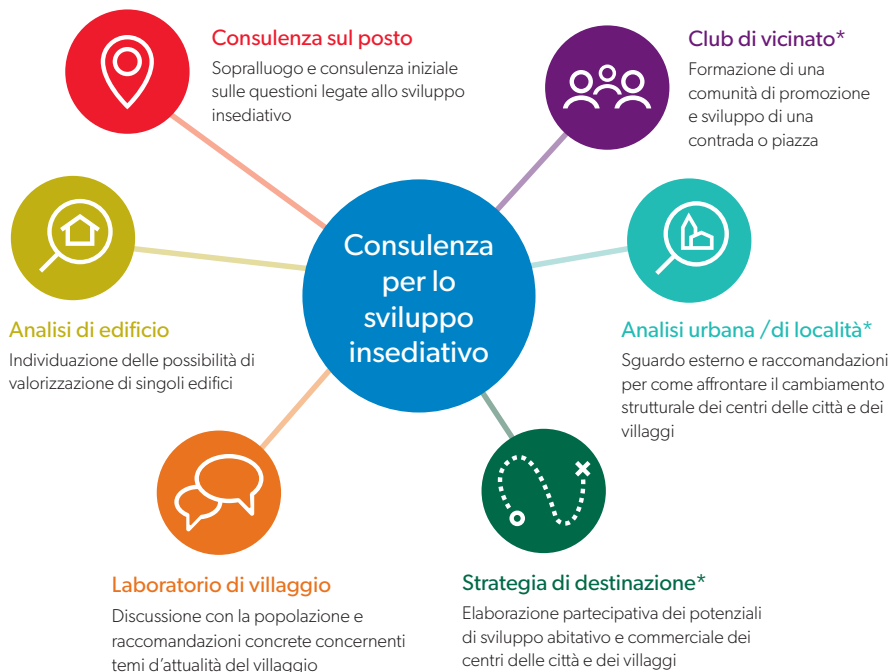 Consulenza sul posto
Sopralluogo e consulenza iniziale
sulle questioni legate allo sviluppo
insediativo
Club di vicinato*
Formazione di una
comunità di promozione
e sviluppo di una
contrada o piazza
Consulenza
per lo
sviluppo
insediativo
Analisi di edificio
Individuazione delle possibilità di
valorizzazione di singoli edifici
Analisi urbana /di località*
Sguardo esterno e raccomandazioni
per come affrontare il cambiamento
strutturale dei centri delle città e dei
villaggi
Laboratorio di villaggio
Discussione con la popolazione e
raccomandazioni concrete concernenti
temi d'attualità del villaggio
Strategia di destinazione*
Elaborazione partecipativa dei potenziali
di sviluppo abitativo e commerciale dei
centri delle città e dei villaggi